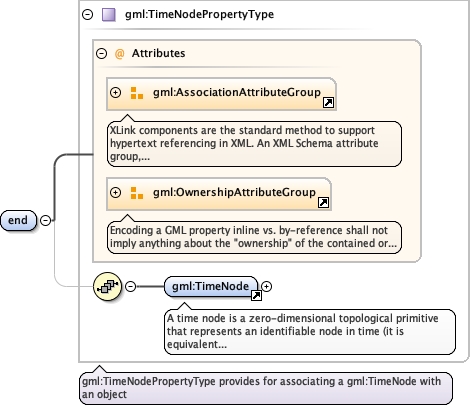 gml:TimeNodePropertyType
@ Attributes
gml:AssociationAttributeGroup
XLink components are the standard method to support
hypertext referencing in XML. An XML Schema attribute
group,...
gml:OwnershipAttributeGroup
Encoding a GML property inline vs. by-reference shall not
imply anything about the "ownership" of the contained or...
end
gml:TimeNode
A time node is a zero-dimensional topological primitive
that represents an identifiable node in time (it is
equivalent...
gml:TimeNodePropertyType provides for associating a gml:TimeNode with
an object